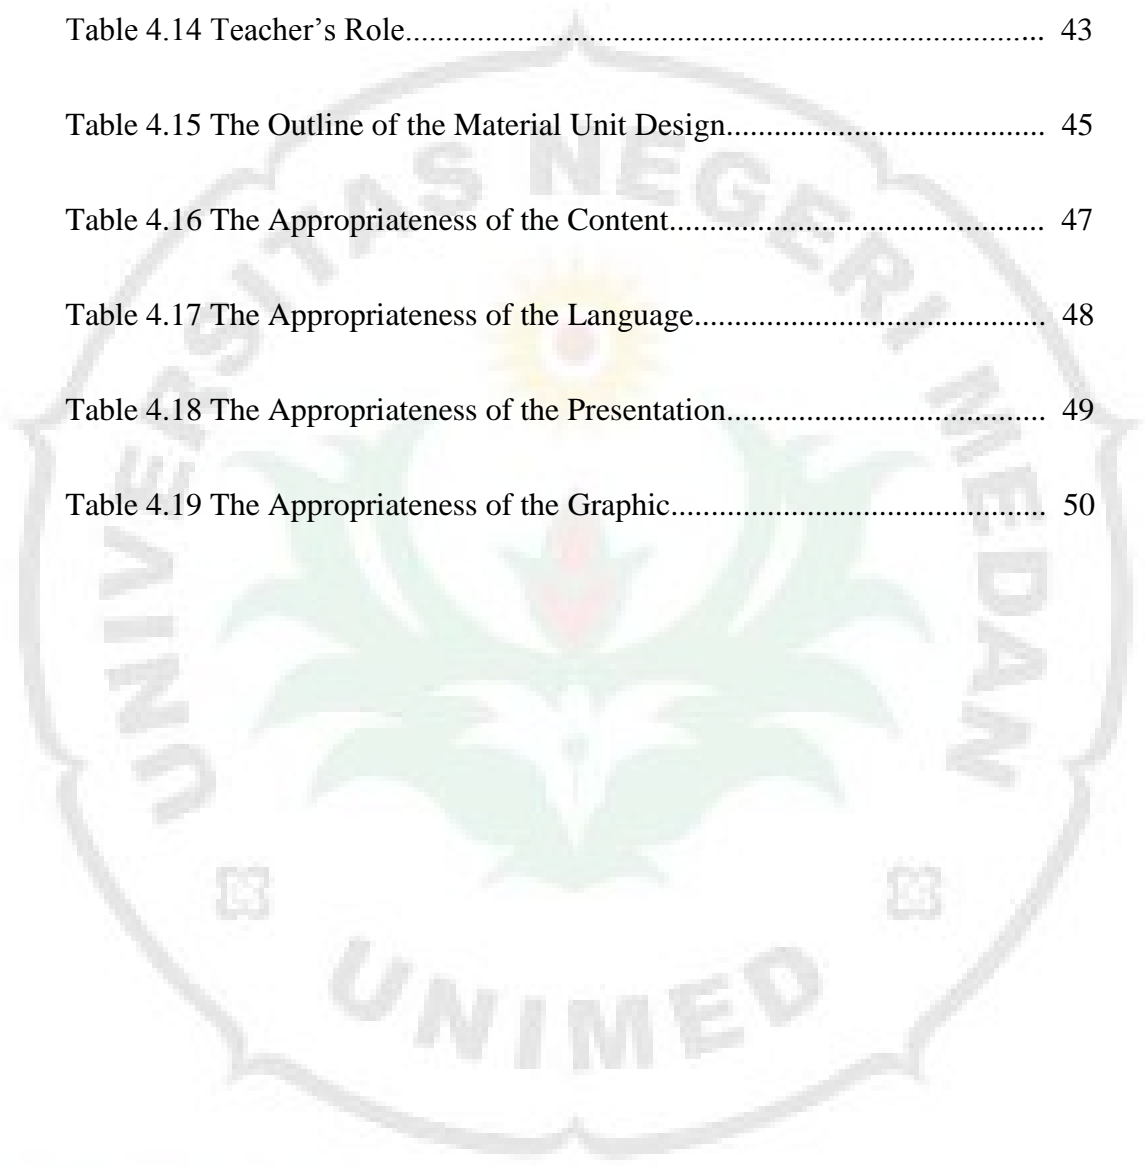 Table 4.14 Teacher’s Role................................................................................ 43
Table 4.15 The Outline of the Material Unit Design........................................ 45
Table 4.16 The Appropriateness of the Content............................................... 47
Table 4.17 The Appropriateness of the Language............................................ 48
Table 4.18 The Appropriateness of the Presentation........................................ 49
Table 4.19 The Appropriateness of the Graphic............................................... 50
UNIVERSITAS NEGERI MEDAN
UNIMED